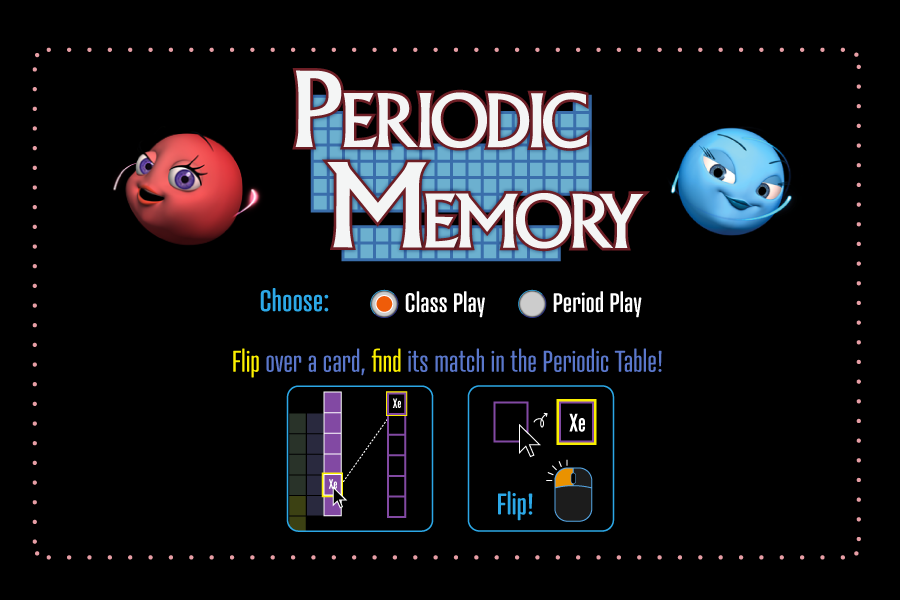 PERIODIC
MEMORY
Choose: Class Play Period Play
Flip over a card, find its match in the Periodic Table!
Xe
Xe
Xe
Flip!